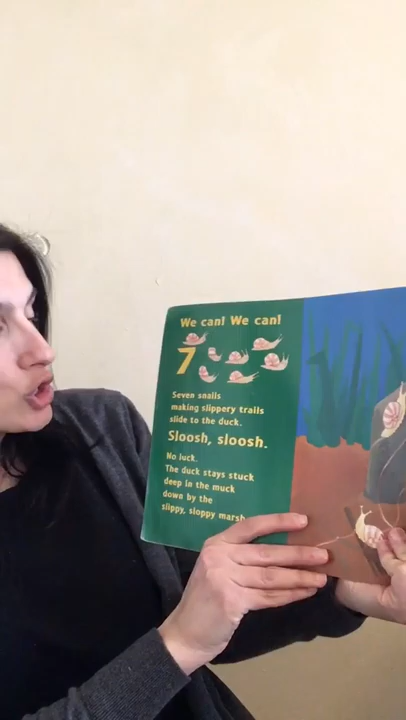 We can! We can!
7
Seven snails
making slippery trails
slide to the duck.
Sloosh, sloosh.
No luck.
The duck stays stuck
deep in the muck
down by the
slippy, sloppy marsh